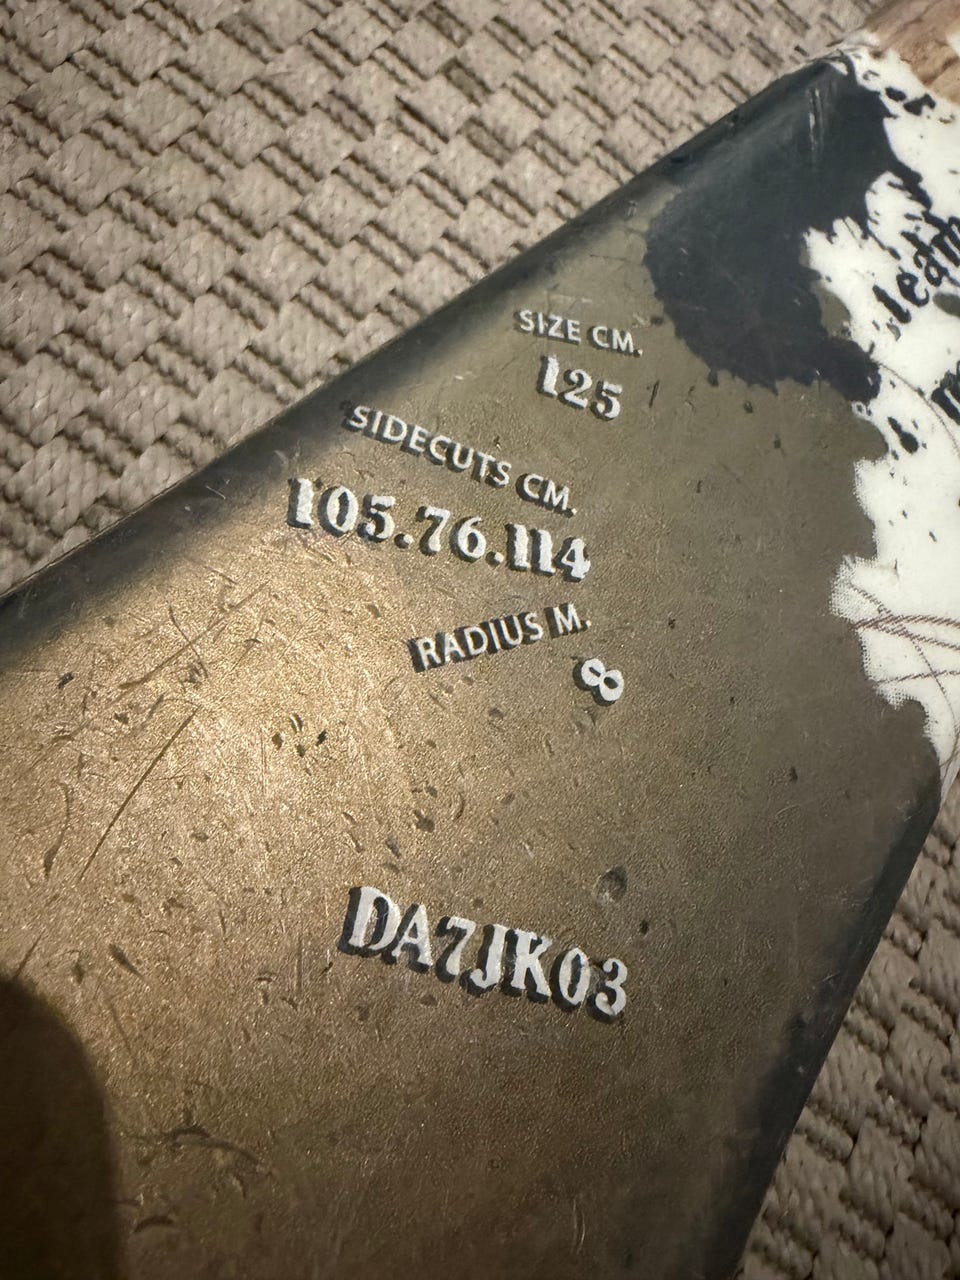 SIZE CM.
125
SIDECUTS CM.
105.76.114
RADIUS M.
8
DA7JK03